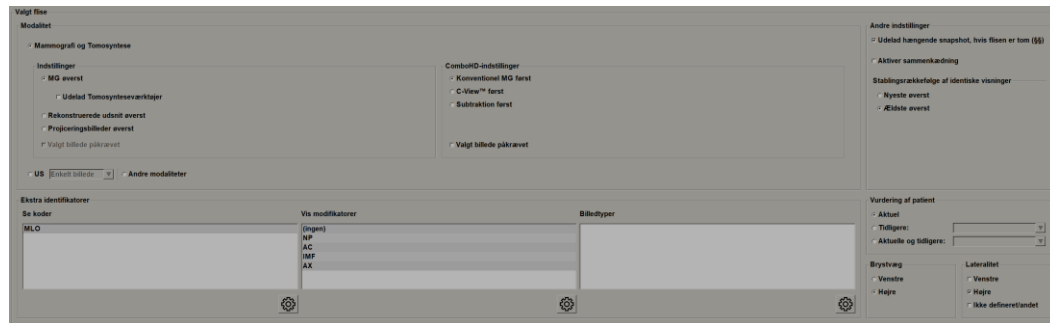 Valgt flise
Modalitet
Mammografi og Tomosyntese
Indstillinger
MG øverst
Udelad Tomosynteseværktøjer
Rekonstruerede udsnit øverst
Projiceringsbilleder øverst
Valgt billede påkrævet
ComboHD-indstillinger
Konventionel MG først
C-View™ først
Subtraktion først
Valgt billede påkrævet
US Enkelt billede Andre modaliteter
Andre indstillinger
Udelad hængende snapshot, hvis flisen er tom (§§)
Aktiver sammenkædning
Stablingsrækkefølge af identiske visninger
Nyeste øverst
Ældste øverst
Ekstra identifikatorer
Se koder
MLO
Vis modifikatorer
(ingen)
NP
AC
IMF
AX
Billedtyper
Vurdering af patient
Aktuel
Tidligere:
Aktuelle og tidligere:
Brystvæg
Venstre
Højre
Lateralitet
Venstre
Højre
Ikke defineret/andet